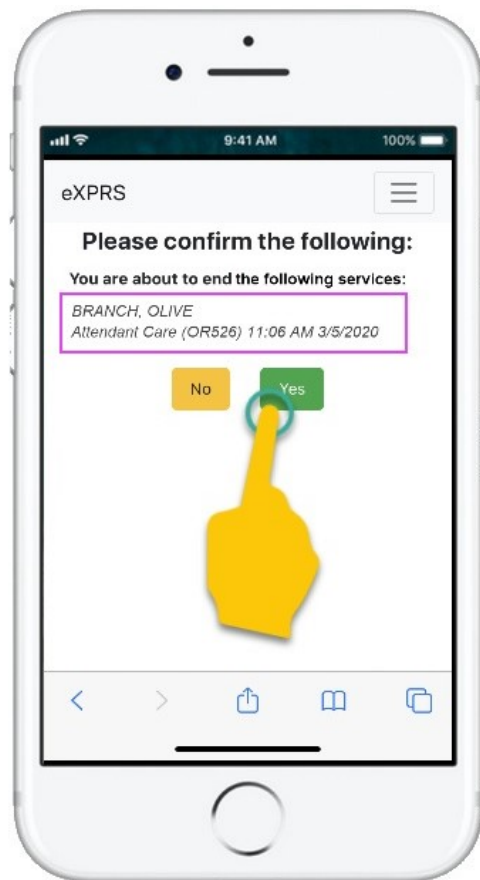 9:41 AM 100%
eXPRS
Please confirm the following:
You are about to end the following services:
BRANCH, OLIVE
Attendant Care (OR526) 11:06 AM 3/5/2020
No Yes